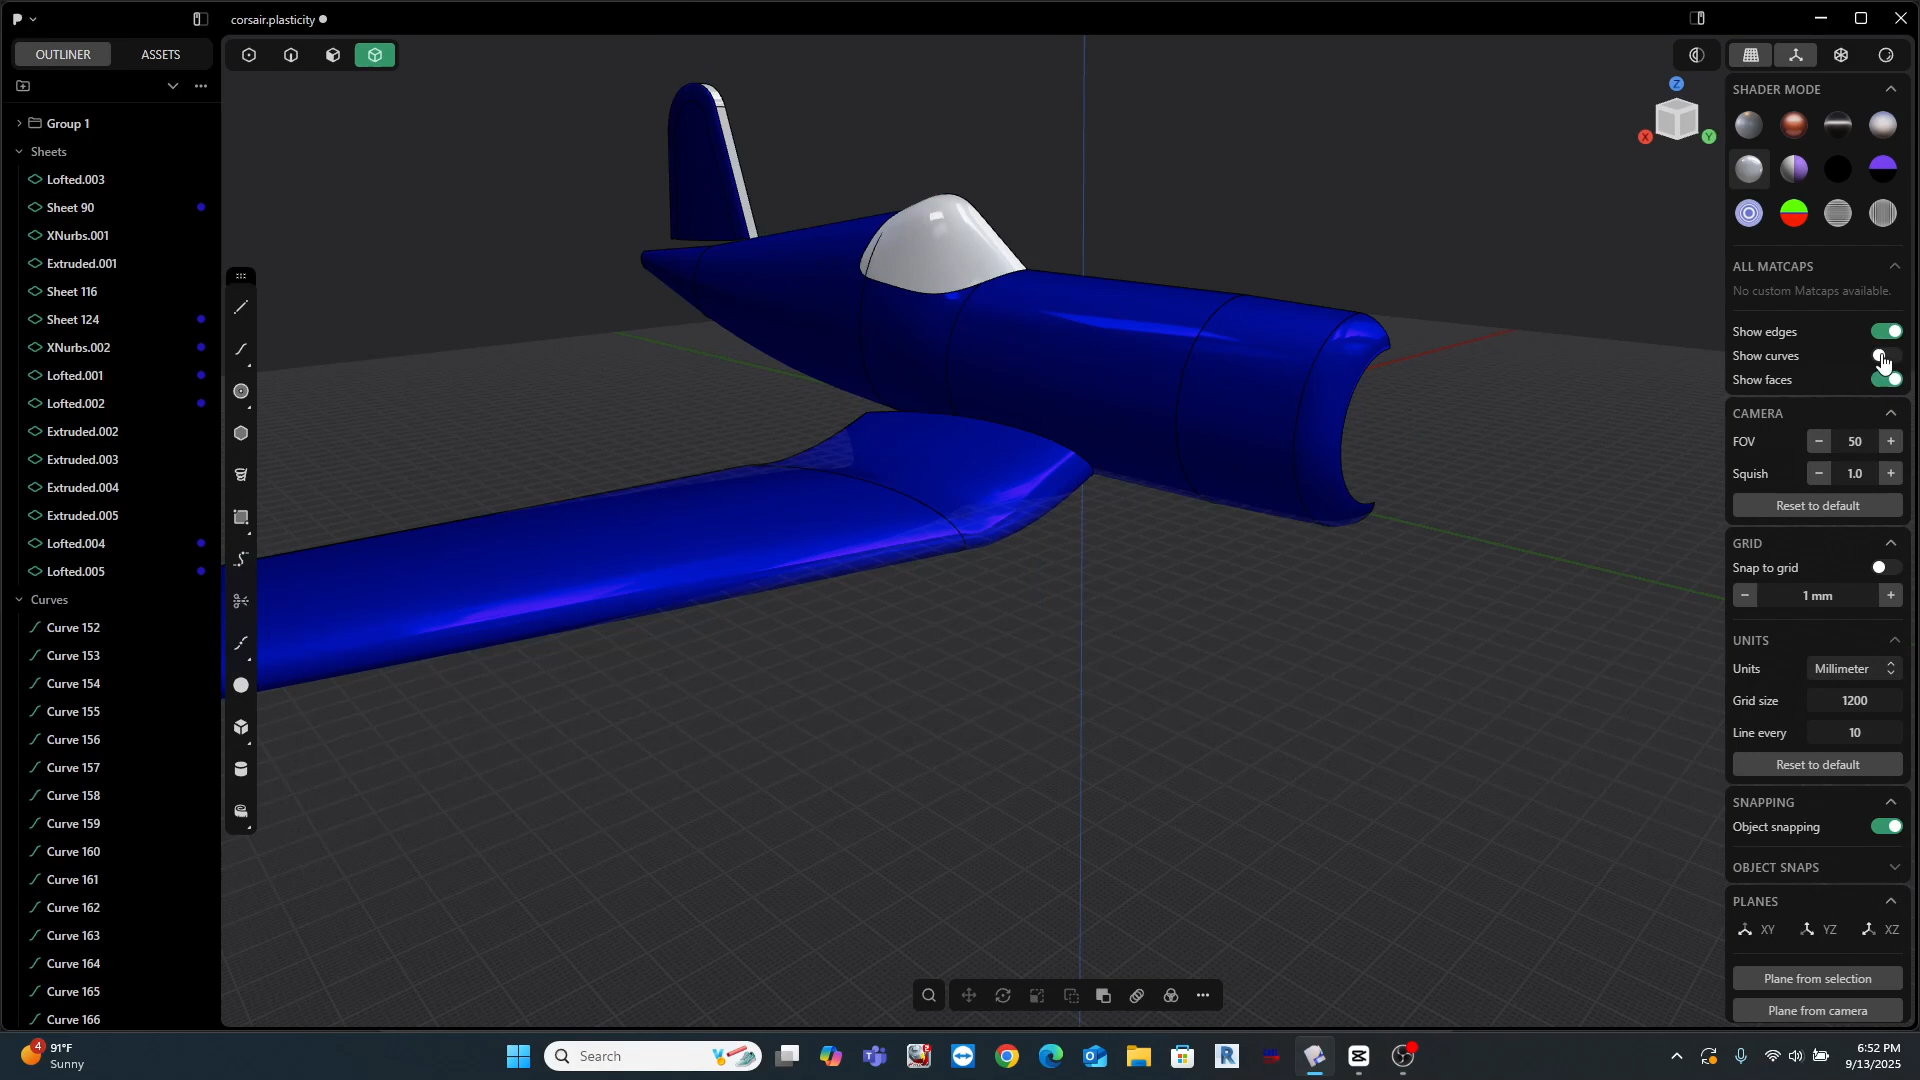 corsair.plasticity
OUTLINER
ASSETS
Group 1
Sheets
Lofted.003
Sheet 90
XNurbs.001
Extruded.001
Sheet 116
Sheet 124
XNurbs.002
Lofted.001
Lofted.002
Extruded.002
Extruded.003
Extruded.004
Extruded.005
Lofted.004
Lofted.005
Curves
Curve 152
Curve 153
Curve 154
Curve 155
Curve 156
Curve 157
Curve 158
Curve 159
Curve 160
Curve 161
Curve 162
Curve 163
Curve 164
Curve 165
Curve 166
Z
X
Y
SHADER MODE
ALL MATCAPS
No custom Matcaps available.
Show edges
Show curves
Show faces
CAMERA
FOV
− 50 +
Squish
− 1.0 +
Reset to default
GRID
Snap to grid
− 1 mm +
UNITS
Units
Millimeter
Grid size
1200
Line every
10
Reset to default
SNAPPING
Object snapping
OBJECT SNAPS
PLANES
XY YZ XZ
Plane from selection
Plane from camera
4
91°F
Sunny
Search
6:52 PM
9/13/2025